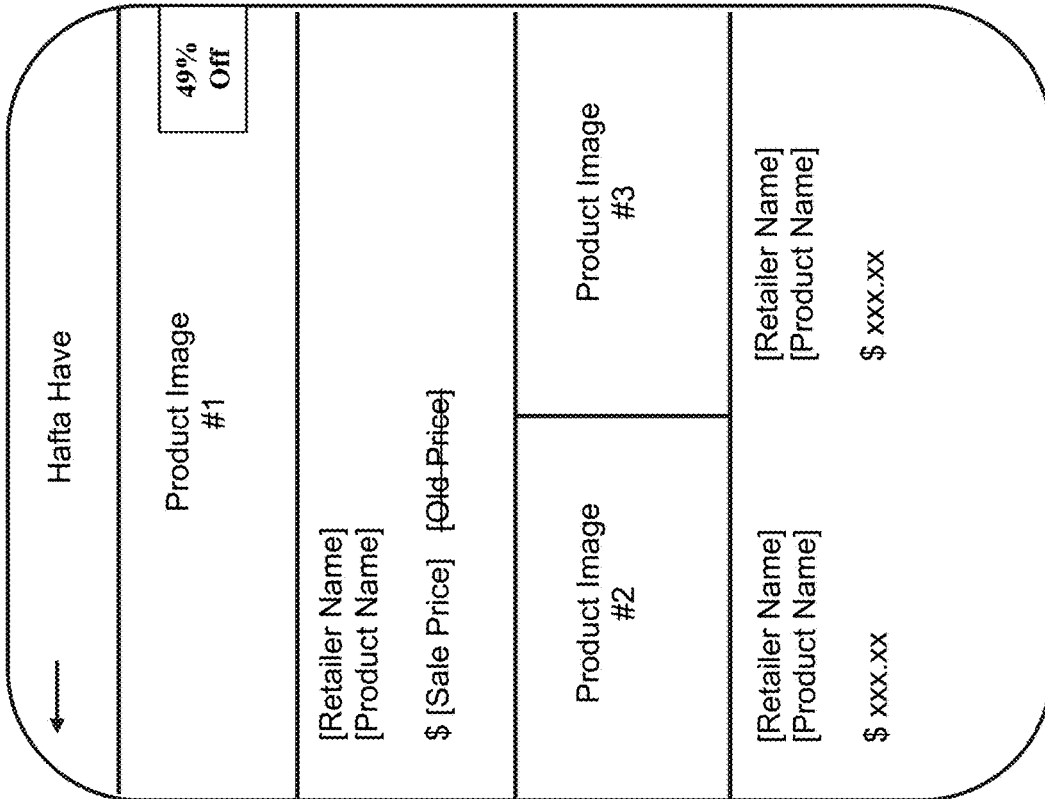 Hafta Have
49%
Off
Product Image
#1
[Retailer Name]
[Product Name]
$ [Sale Price] [Old Price]
Product Image
#2
Product Image
#3
[Retailer Name]
[Product Name]
$ xxx.xx
[Retailer Name]
[Product Name]
$ xxx.xx